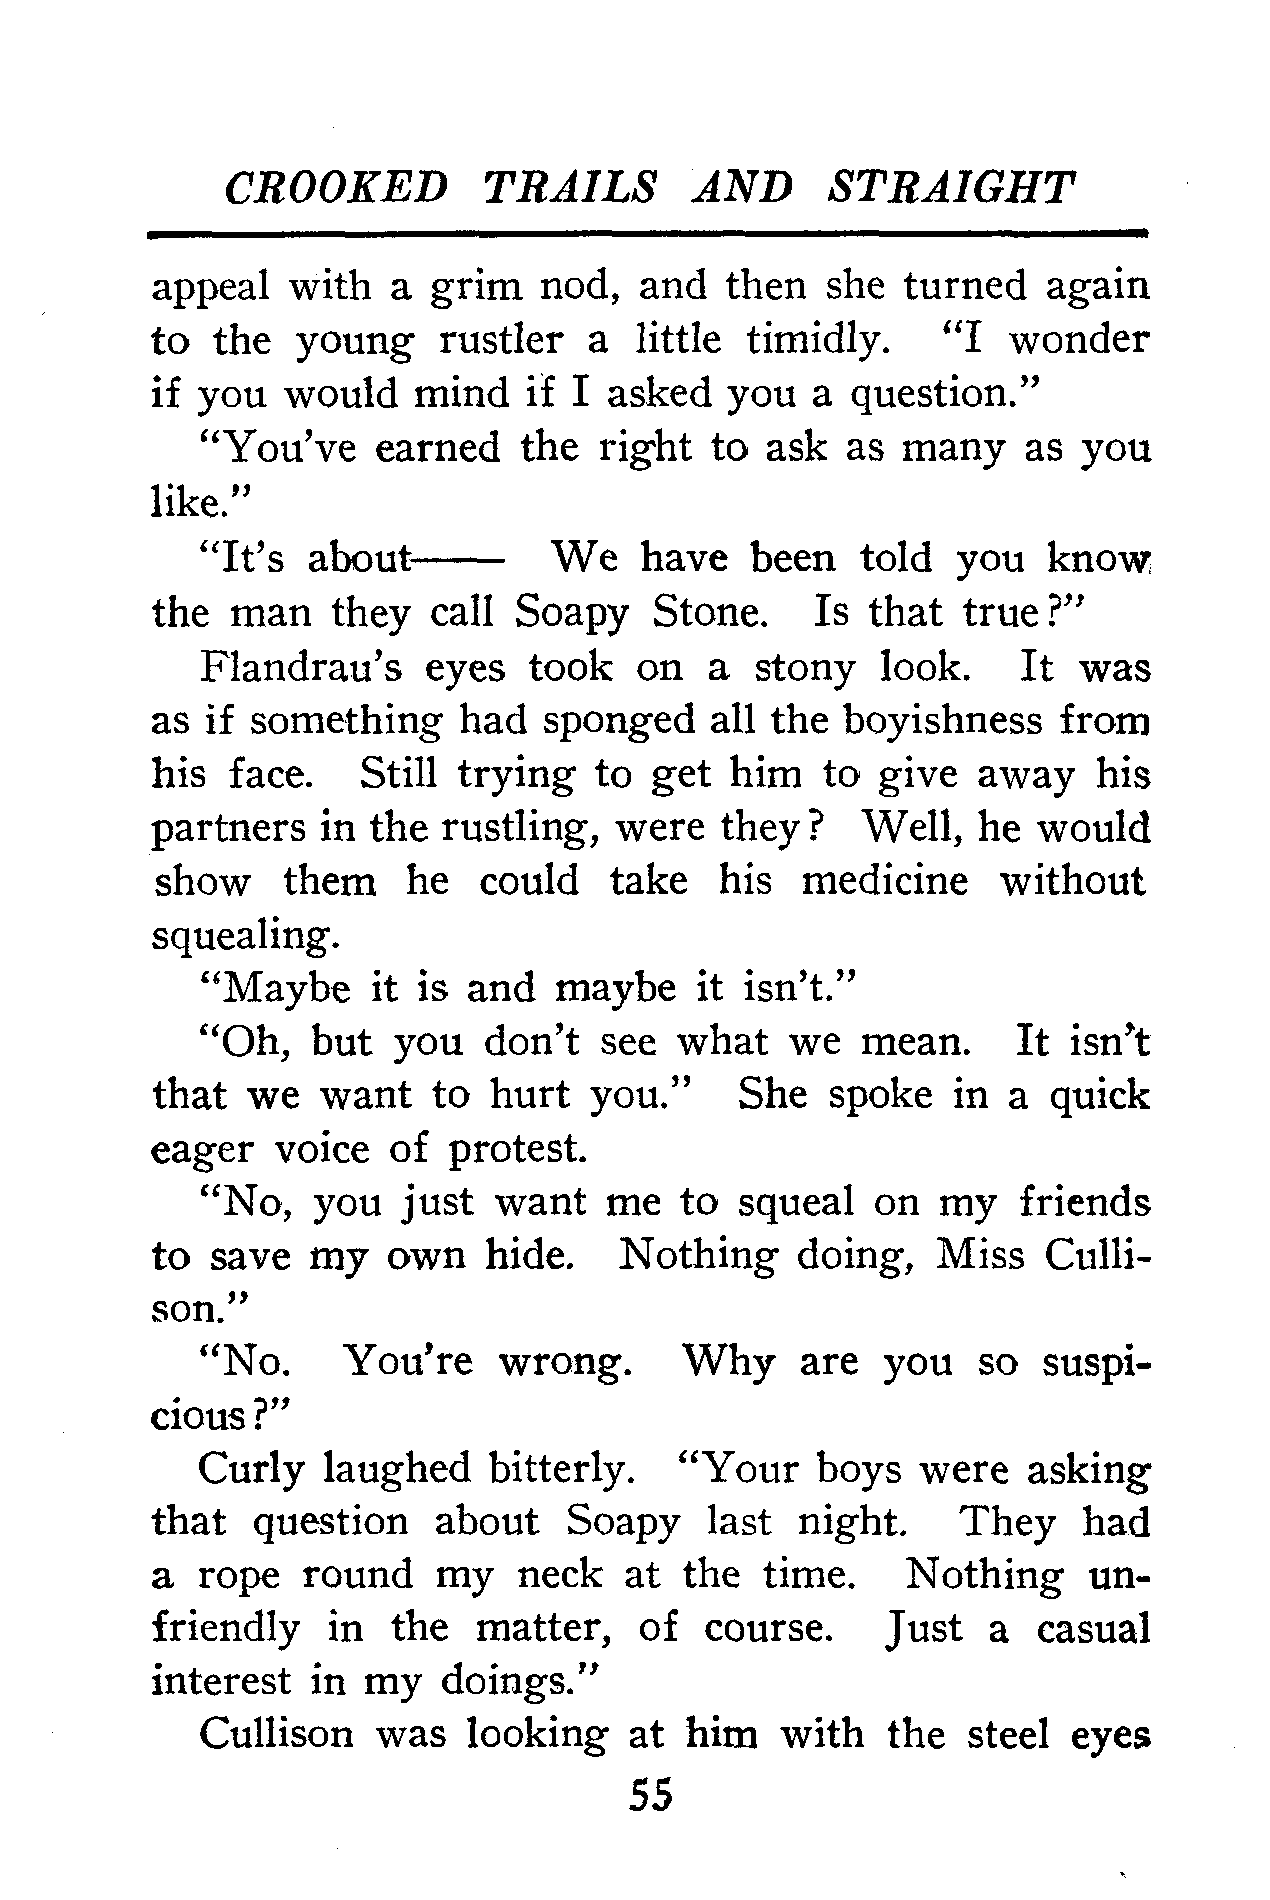 CROOKED TRAILS AND STRAIGHT
appeal with a grim nod, and then she turned again
to the young rustler a little timidly. “I wonder
if you would mind if I asked you a question.”
“You’ve earned the right to ask as many as you
like.”
“It’s about—— We have been told you know
the man they call Soapy Stone. Is that true?”
Flandrau’s eyes took on a stony look. It was
as if something had sponged all the boyishness from
his face. Still trying to get him to give away his
partners in the rustling, were they? Well, he would
show them he could take his medicine without
squealing.
“Maybe it is and maybe it isn’t.”
“Oh, but you don’t see what we mean. It isn’t
that we want to hurt you.” She spoke in a quick
eager voice of protest.
“No, you just want me to squeal on my friends
to save my own hide. Nothing doing, Miss Culli-
son.”
“No. You’re wrong. Why are you so suspi-
cious?”
Curly laughed bitterly. “Your boys were asking
that question about Soapy last night. They had
a rope round my neck at the time. Nothing un-
friendly in the matter, of course. Just a casual
interest in my doings.”
Cullison was looking at him with the steel eyes
55